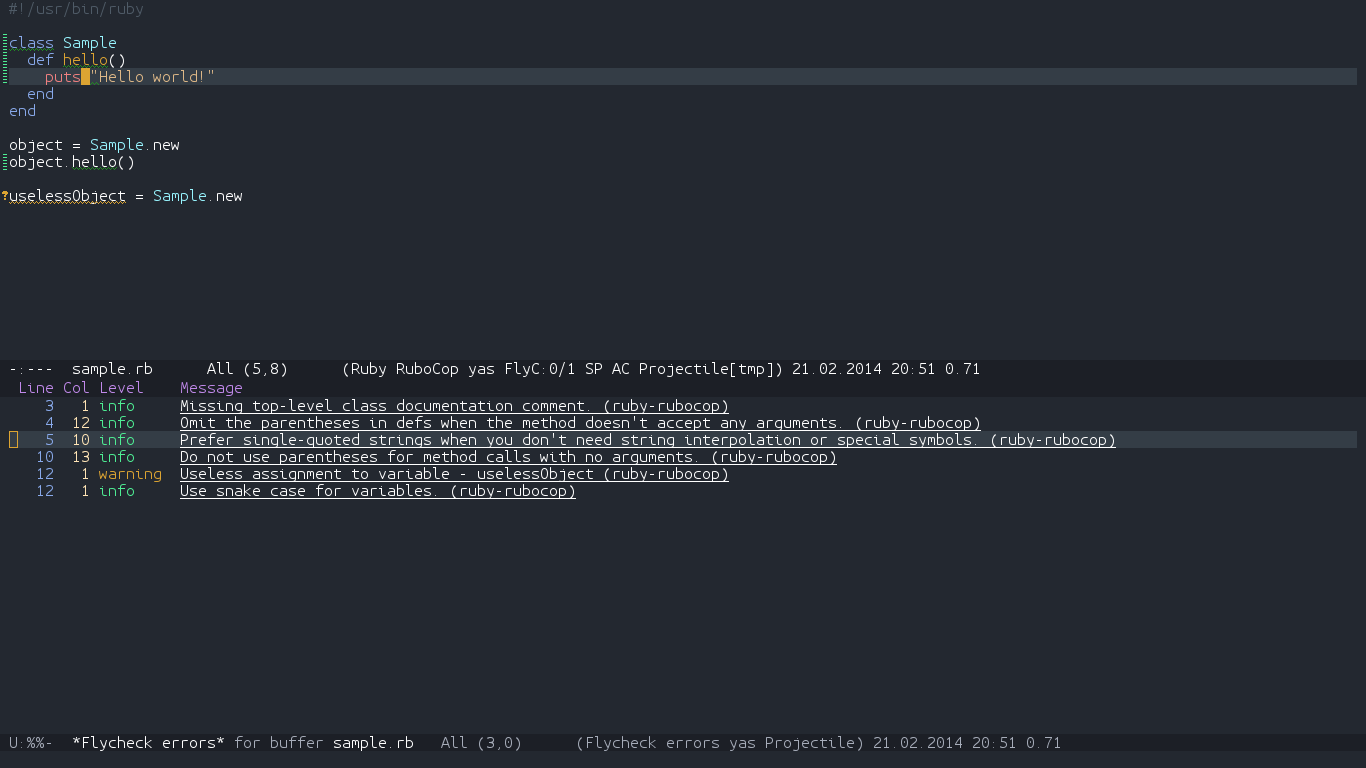 #!/usr/bin/ruby
class Sample
  def hello()
    puts "Hello world!"
  end
end
object = Sample.new
object.hello()
?uselessObject = Sample.new
-:---  sample.rb      All (5,8)      (Ruby RuboCop yas FlyC:0/1 SP AC Projectile[tmp]) 21.02.2014 20:51 0.71
Line Col Level    Message
3   1 info     Missing top-level class documentation comment. (ruby-rubocop)
4  12 info     Omit the parentheses in defs when the method doesn't accept any arguments. (ruby-rubocop)
5  10 info     Prefer single-quoted strings when you don't need string interpolation or special symbols. (ruby-rubocop)
10  13 info     Do not use parentheses for method calls with no arguments. (ruby-rubocop)
12   1 warning  Useless assignment to variable - uselessObject (ruby-rubocop)
12   1 info     Use snake case for variables. (ruby-rubocop)
U:%%-  *Flycheck errors* for buffer sample.rb   All (3,0)      (Flycheck errors yas Projectile) 21.02.2014 20:51 0.71